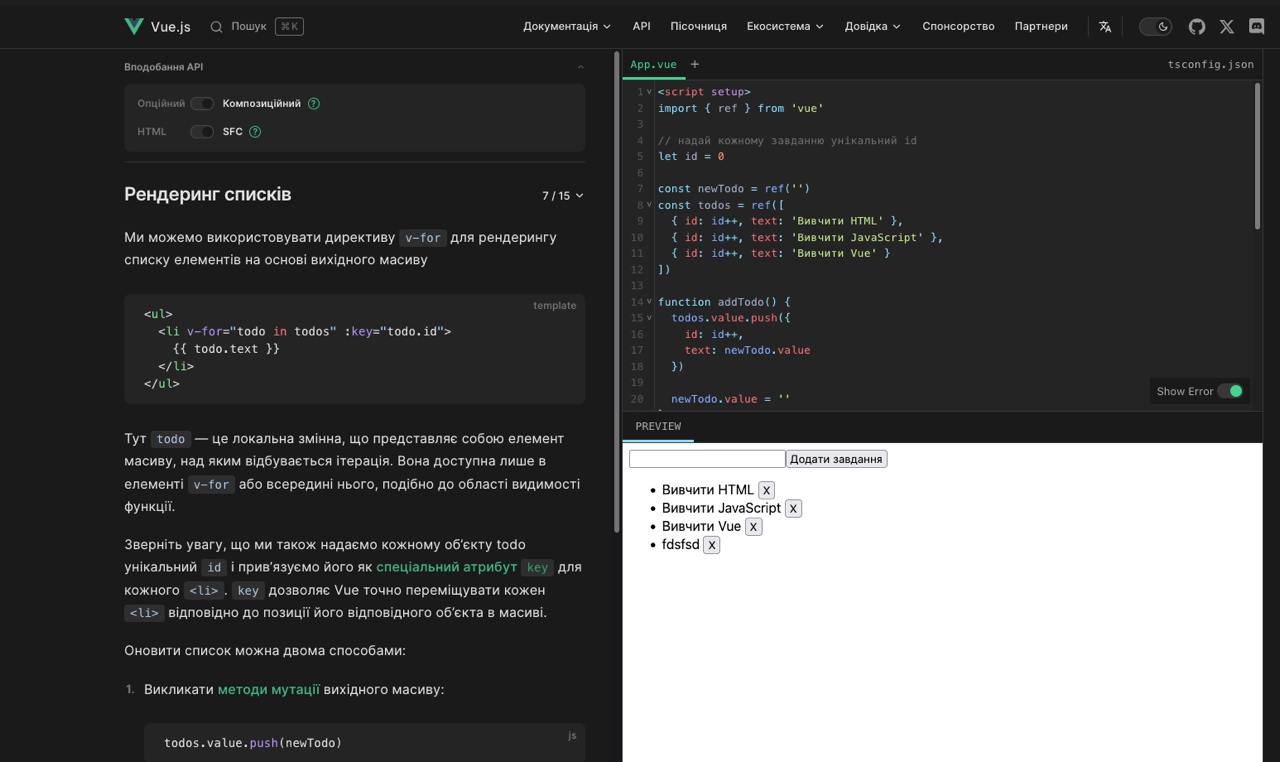 Vue.js
Пошук
⌘K
Документація
API
Пісочниця
Екосистема
Довідка
Спонсорство
Партнери
Вподобання API
Опційний Композиційний ?
HTML SFC ?
Рендеринг списків
7 / 15
Ми можемо використовувати директиву v-for для рендерингу
списку елементів на основі вихідного масиву
template
<ul>
  <li v-for="todo in todos" :key="todo.id">
    {{ todo.text }}
  </li>
</ul>
Тут todo — це локальна змінна, що представляє собою елемент
масиву, над яким відбувається ітерація. Вона доступна лише в
елементі v-for або всередині нього, подібно до області видимості
функції.
Зверніть увагу, що ми також надаємо кожному об’єкту todo
унікальний id і прив’язуємо його як спеціальний атрибут key для
кожного <li>. key дозволяє Vue точно переміщувати кожен
<li> відповідно до позиції його відповідного об’єкта в масиві.
Оновити список можна двома способами:
1. Викликати методи мутації вихідного масиву:
js
todos.value.push(newTodo)
App.vue +
tsconfig.json
1 <script setup>
2 import { ref } from 'vue'
3
4 // надай кожному завданню унікальний id
5 let id = 0
6
7 const newTodo = ref('')
8 const todos = ref([
9   { id: id++, text: 'Вивчити HTML' },
10   { id: id++, text: 'Вивчити JavaScript' },
11   { id: id++, text: 'Вивчити Vue' }
12 ])
13
14 function addTodo() {
15   todos.value.push({
16     id: id++,
17     text: newTodo.value
18   })
19
20   newTodo.value = ''
Show Error
PREVIEW
Додати завдання
• Вивчити HTML X
• Вивчити JavaScript X
• Вивчити Vue X
• fdsfsd X